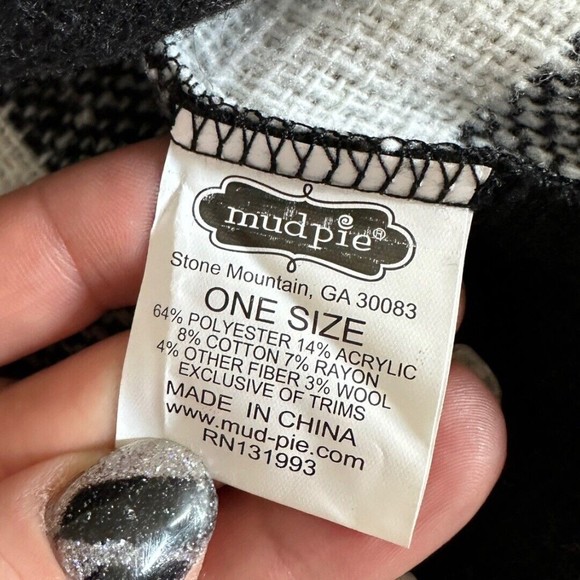 mudpie®
Stone Mountain, GA 30083
ONE SIZE
64% POLYESTER 14% ACRYLIC
8% COTTON 7% RAYON
4% OTHER FIBER 3% WOOL
EXCLUSIVE OF TRIMS
MADE IN CHINA
www.mud-pie.com
RN131993